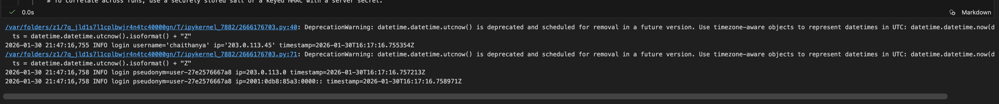 # To correlate across runs, use a securely stored salt or a keyed HMAC with a server secret.
0.0s Markdown
/var/folders/z1/7q_jld1s7l1cplbwjr4n4tc40000gn/T/ipykernel_7882/2666176703.py:40: DeprecationWarning: datetime.datetime.utcnow() is deprecated and scheduled for removal in a future version. Use timezone-aware objects to represent datetimes in UTC: datetime.datetime.now(d
  ts = datetime.datetime.utcnow().isoformat() + "Z"
2026-01-30 21:47:16,755 INFO login username='chaithanya' ip='203.0.113.45' timestamp=2026-01-30T16:17:16.755354Z
/var/folders/z1/7q_jld1s7l1cplbwjr4n4tc40000gn/T/ipykernel_7882/2666176703.py:71: DeprecationWarning: datetime.datetime.utcnow() is deprecated and scheduled for removal in a future version. Use timezone-aware objects to represent datetimes in UTC: datetime.datetime.now(d
  ts = datetime.datetime.utcnow().isoformat() + "Z"
2026-01-30 21:47:16,758 INFO login pseudonym=user-27e2576667a8 ip=203.0.113.0 timestamp=2026-01-30T16:17:16.757213Z
2026-01-30 21:47:16,758 INFO login pseudonym=user-27e2576667a8 ip=2001:0db8:85a3:0000:: timestamp=2026-01-30T16:17:16.758971Z